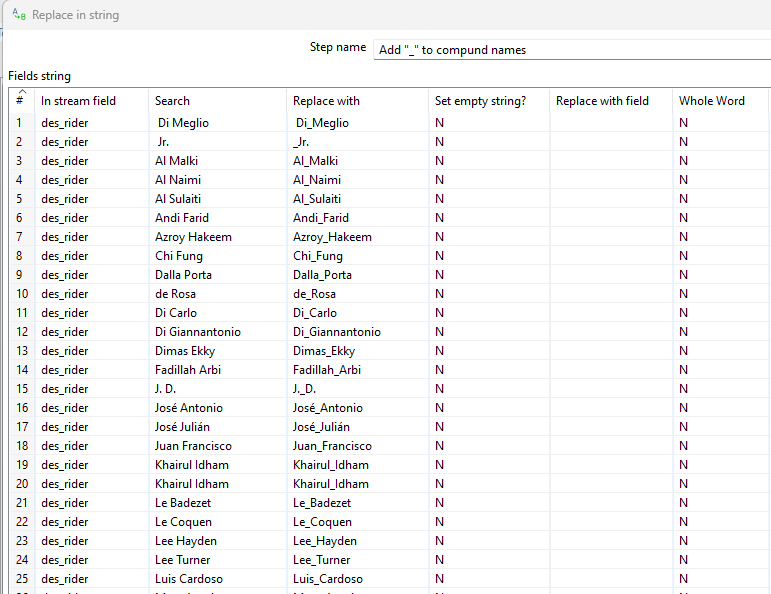 Replace in string
Step name Add "_" to compund names
Fields string
# In stream field Search Replace with Set empty string? Replace with field Whole Word
1 des_rider Di Meglio Di_Meglio N N
2 des_rider Jr. _Jr. N N
3 des_rider Al Malki Al_Malki N N
4 des_rider Al Naimi Al_Naimi N N
5 des_rider Al Sulaiti Al_Sulaiti N N
6 des_rider Andi Farid Andi_Farid N N
7 des_rider Azroy Hakeem Azroy_Hakeem N N
8 des_rider Chi Fung Chi_Fung N N
9 des_rider Dalla Porta Dalla_Porta N N
10 des_rider de Rosa de_Rosa N N
11 des_rider Di Carlo Di_Carlo N N
12 des_rider Di Giannantonio Di_Giannantonio N N
13 des_rider Dimas Ekky Dimas_Ekky N N
14 des_rider Fadillah Arbi Fadillah_Arbi N N
15 des_rider J. D. J._D. N N
16 des_rider José Antonio José_Antonio N N
17 des_rider José Julián José_Julián N N
18 des_rider Juan Francisco Juan_Francisco N N
19 des_rider Khairul Idham Khairul_Idham N N
20 des_rider Khairul Idham Khairul_Idham N N
21 des_rider Le Badezet Le_Badezet N N
22 des_rider Le Coquen Le_Coquen N N
23 des_rider Lee Hayden Lee_Hayden N N
24 des_rider Lee Turner Lee_Turner N N
25 des_rider Luis Cardoso Luis_Cardoso N N